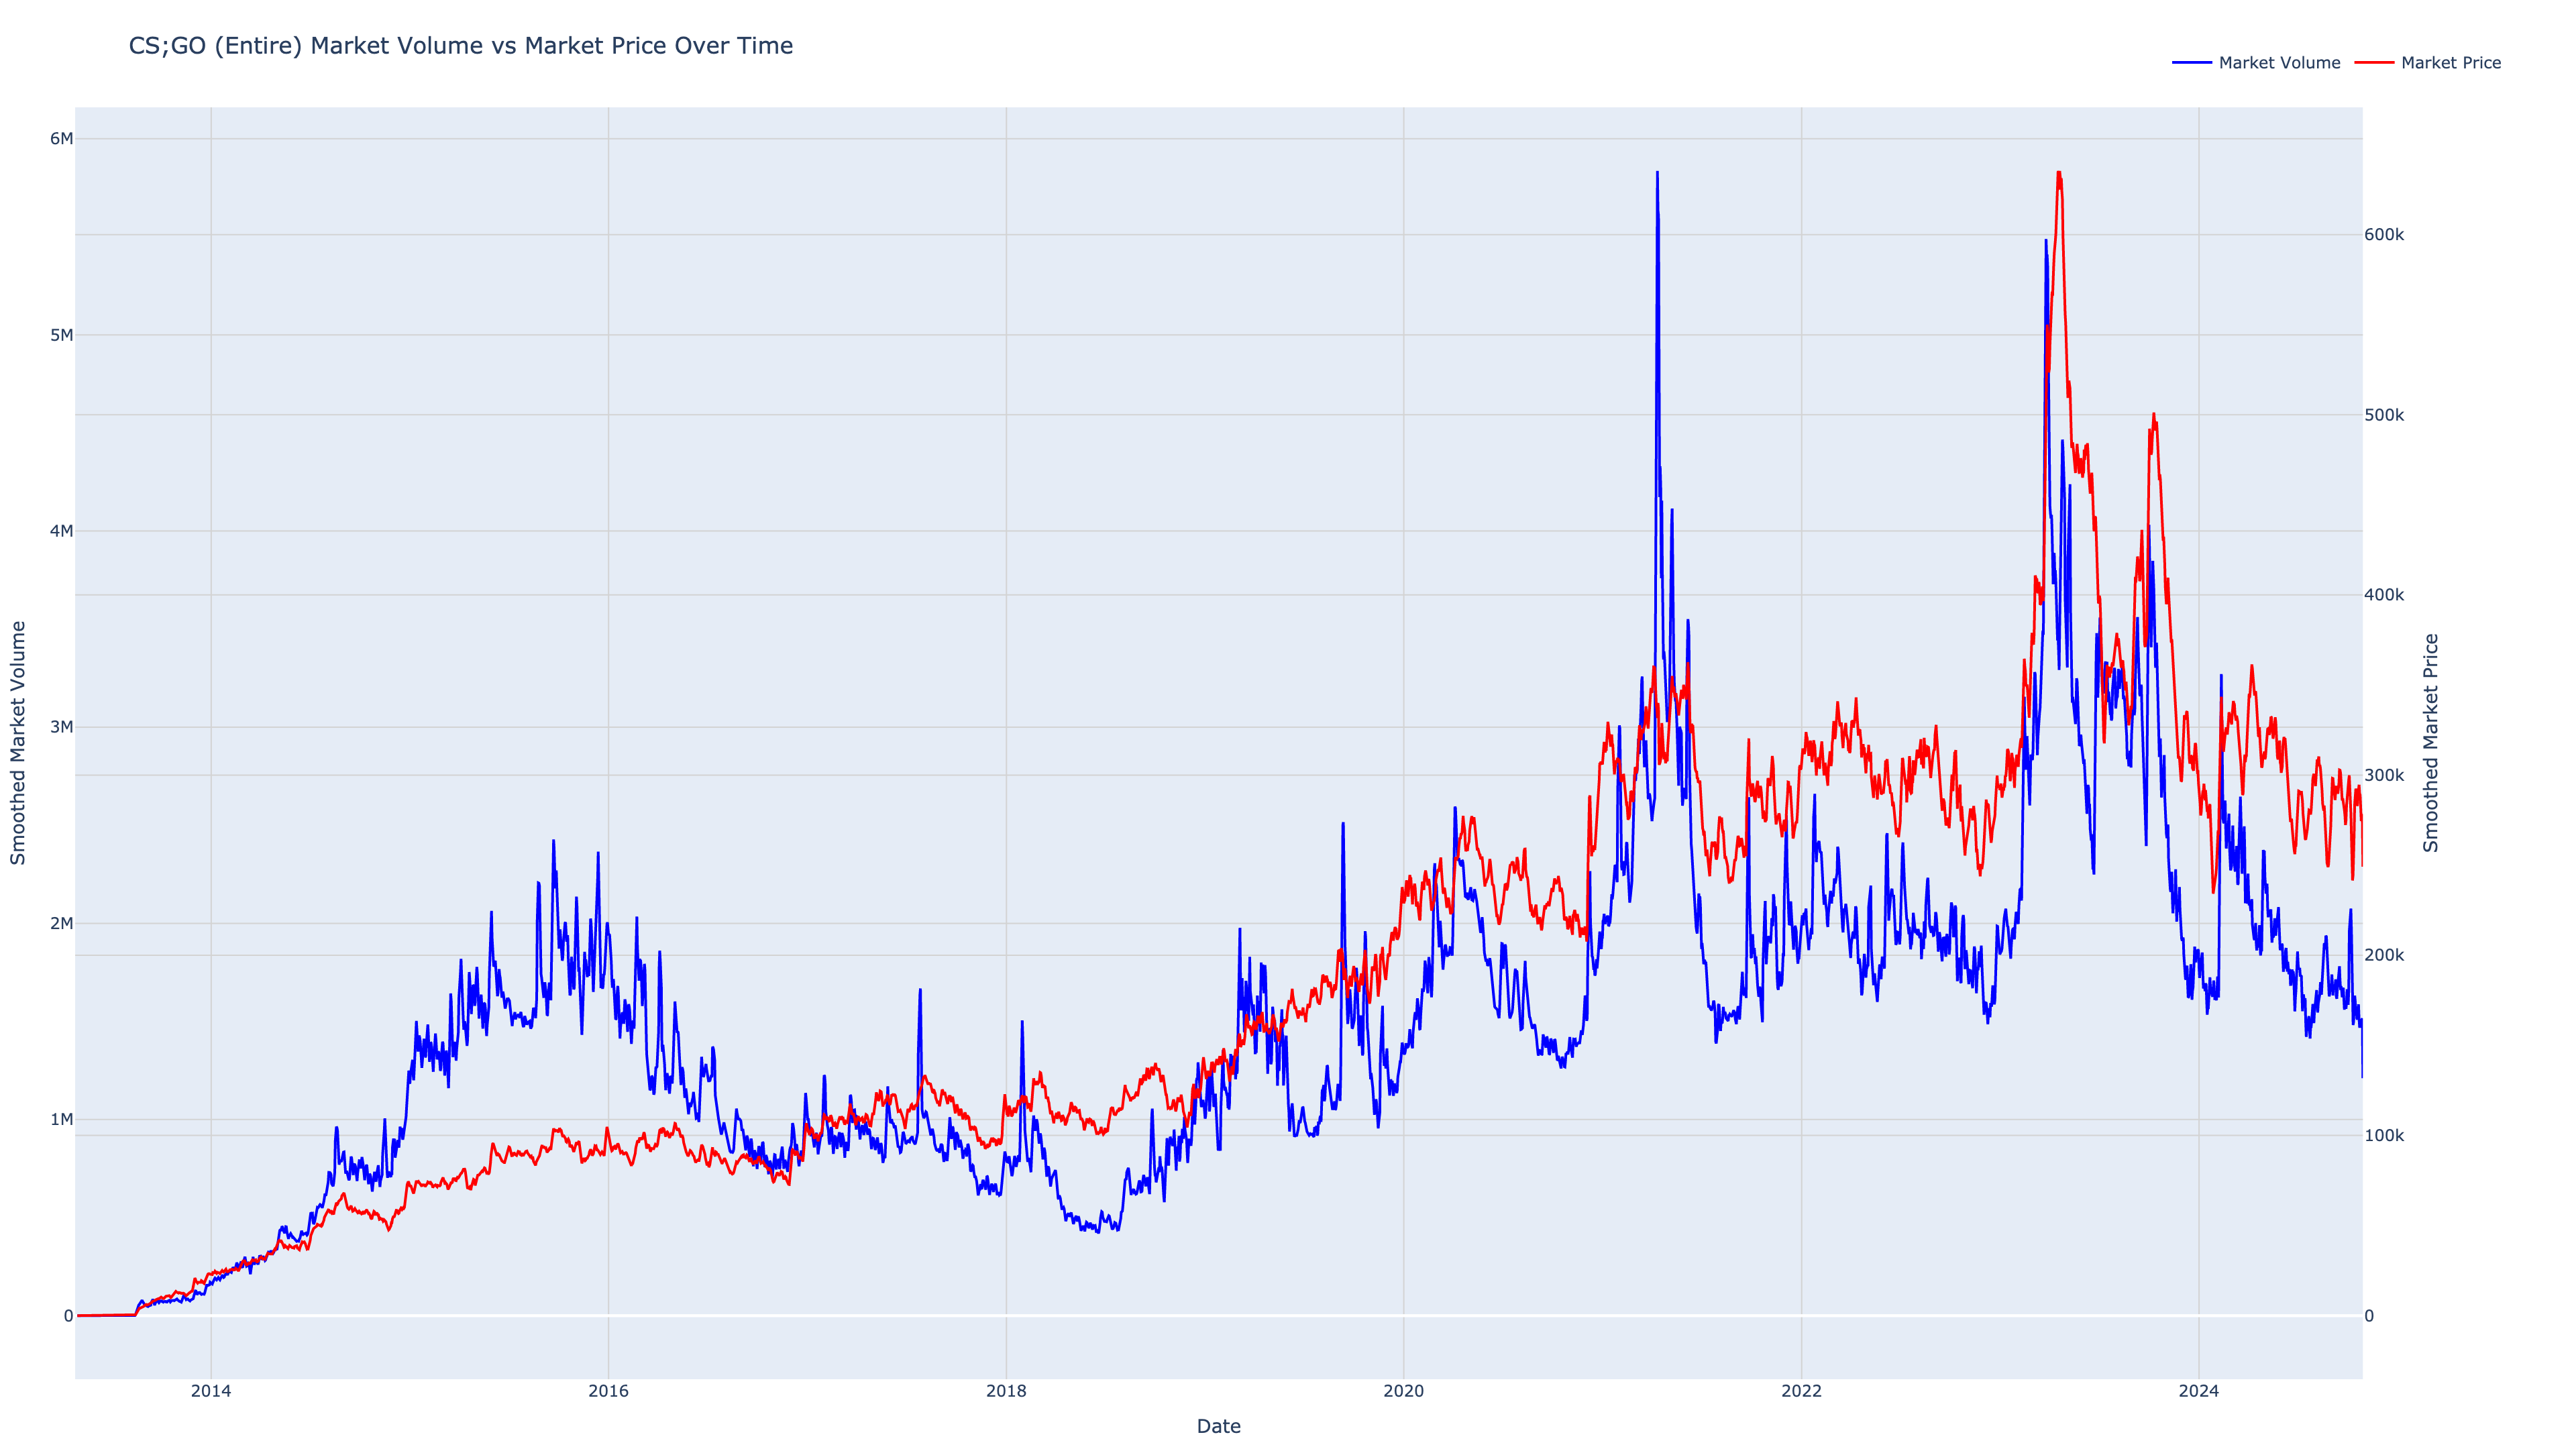 CS;GO (Entire) Market Volume vs Market Price Over Time
Market Volume
Market Price
6M
5M
4M
3M
2M
1M
0
Smoothed Market Volume
600k
500k
400k
300k
200k
100k
0
Smoothed Market Price
2014
2016
2018
2020
2022
2024
Date